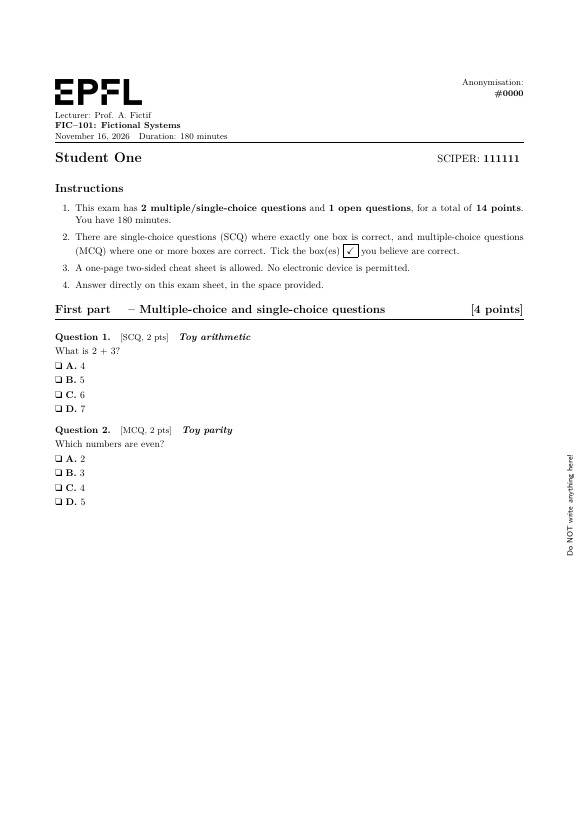 EPFL
Anonymisation:
#0000
Lecturer: Prof. A. Fictif
FIC–101: Fictional Systems
November 16, 2026 Duration: 180 minutes
Student One
SCIPER: 111111
Instructions
1. This exam has 2 multiple/single-choice questions and 1 open questions, for a total of 14 points.
You have 180 minutes.
2. There are single-choice questions (SCQ) where exactly one box is correct, and multiple-choice questions
(MCQ) where one or more boxes are correct. Tick the box(es) ✓ you believe are correct.
3. A one-page two-sided cheat sheet is allowed. No electronic device is permitted.
4. Answer directly on this exam sheet, in the space provided.
First part – Multiple-choice and single-choice questions [4 points]
Question 1. [SCQ, 2 pts] Toy arithmetic
What is 2 + 3?
❏ A. 4
❏ B. 5
❏ C. 6
❏ D. 7
Question 2. [MCQ, 2 pts] Toy parity
Which numbers are even?
❏ A. 2
❏ B. 3
❏ C. 4
❏ D. 5
Do NOT write anything here!